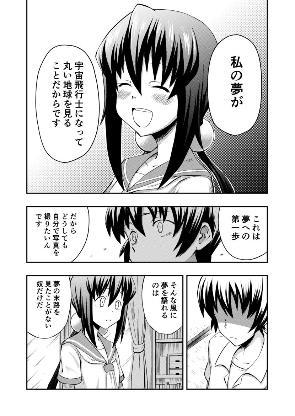 私の夢が
宇宙飛行士になって
丸い地球を見る
ことだからです
これは
夢への
第一歩
だから
どうしても
自分で写真を
撮りたいん
です
そんな風に
夢を語れる
のは
夢の末路を
見たことがない
奴だけだ